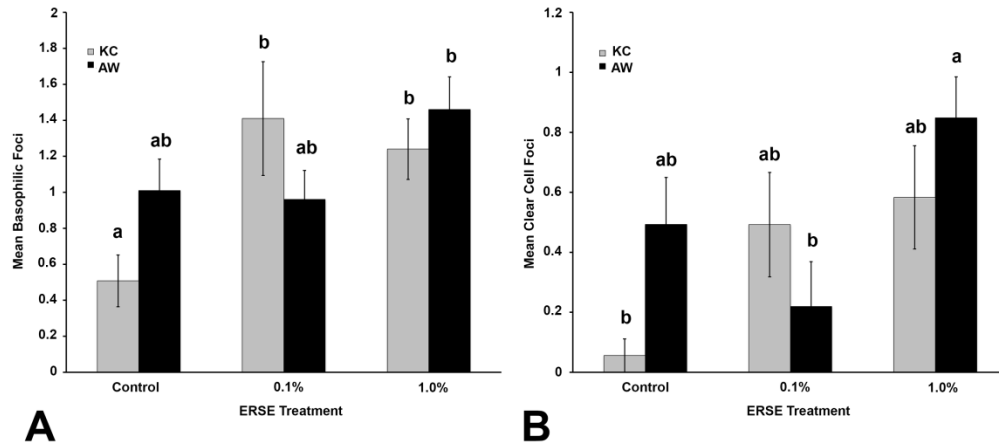 2
1.8
1.6
1.4
1.2
1
0.8
0.6
0.4
0.2
0
Mean Basophilic Foci
KC
AW
a
ab
b
ab
b
b
Control
0.1%
1.0%
ERSE Treatment
A
1.2
1
0.8
0.6
0.4
0.2
0
Mean Clear Cell Foci
KC
AW
b
ab
ab
b
ab
a
Control
0.1%
1.0%
ERSE Treatment
B